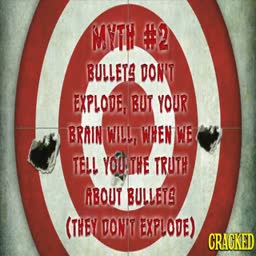 MYTH #2
BULLETS DON'T
EXPLODE, BUT YOUR
BRAIN WILL, WHEN WE
TELL YOU THE TRUTH
ABOUT BULLETS
(THEY DON'T EXPLODE)
CRACKED